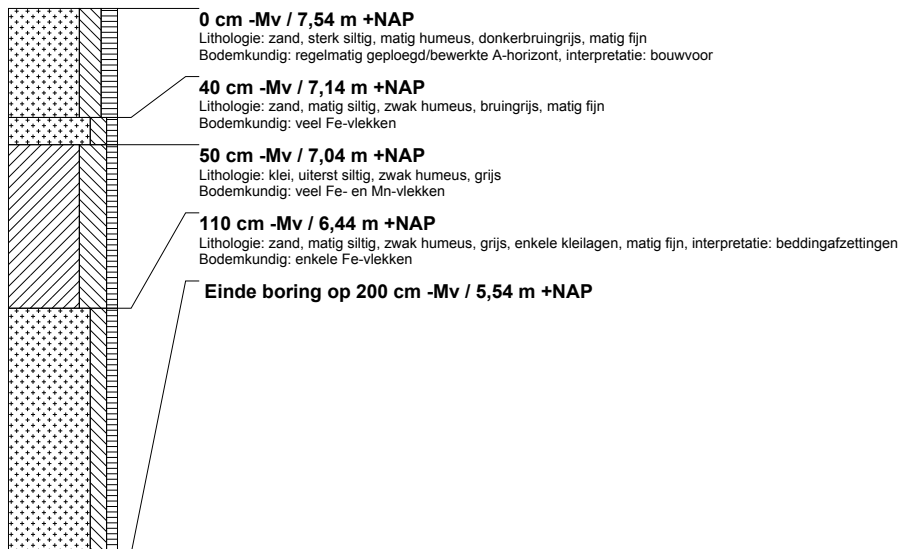 0 cm -Mv / 7,54 m +NAP
Lithologie: zand, sterk siltig, matig humeus, donkerbruingrijs, matig fijn
Bodemkundig: regelmatig geploegd/bewerkte A-horizont, interpretatie: bouwvoor
40 cm -Mv / 7,14 m +NAP
Lithologie: zand, matig siltig, zwak humeus, bruingrijs, matig fijn
Bodemkundig: veel Fe-vlekken
50 cm -Mv / 7,04 m +NAP
Lithologie: klei, uiterst siltig, zwak humeus, grijs
Bodemkundig: veel Fe- en Mn-vlekken
110 cm -Mv / 6,44 m +NAP
Lithologie: zand, matig siltig, zwak humeus, grijs, enkele kleilagen, matig fijn, interpretatie: beddingafzettingen
Bodemkundig: enkele Fe-vlekken
Einde boring op 200 cm -Mv / 5,54 m +NAP